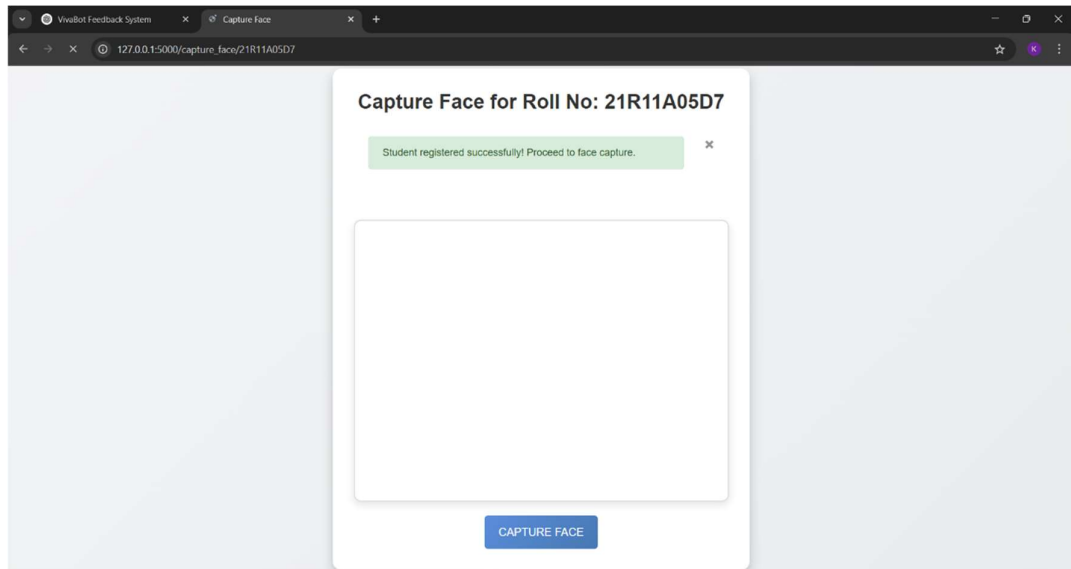 VivaBot Feedback System
Capture Face
127.0.0.1:5000/capture_face/21R11A05D7
K
Capture Face for Roll No: 21R11A05D7
Student registered successfully! Proceed to face capture.
CAPTURE FACE